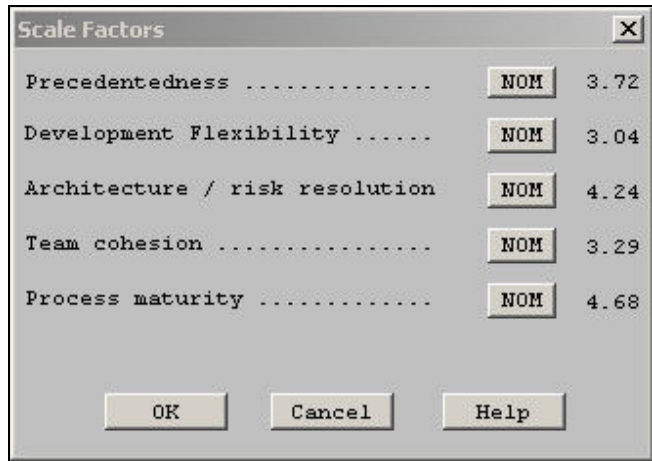 Scale Factors
Precedentedness .............. NOM 3.72
Development Flexibility ...... NOM 3.04
Architecture / risk resolution NOM 4.24
Team cohesion ................ NOM 3.29
Process maturity ............. NOM 4.68
OK Cancel Help